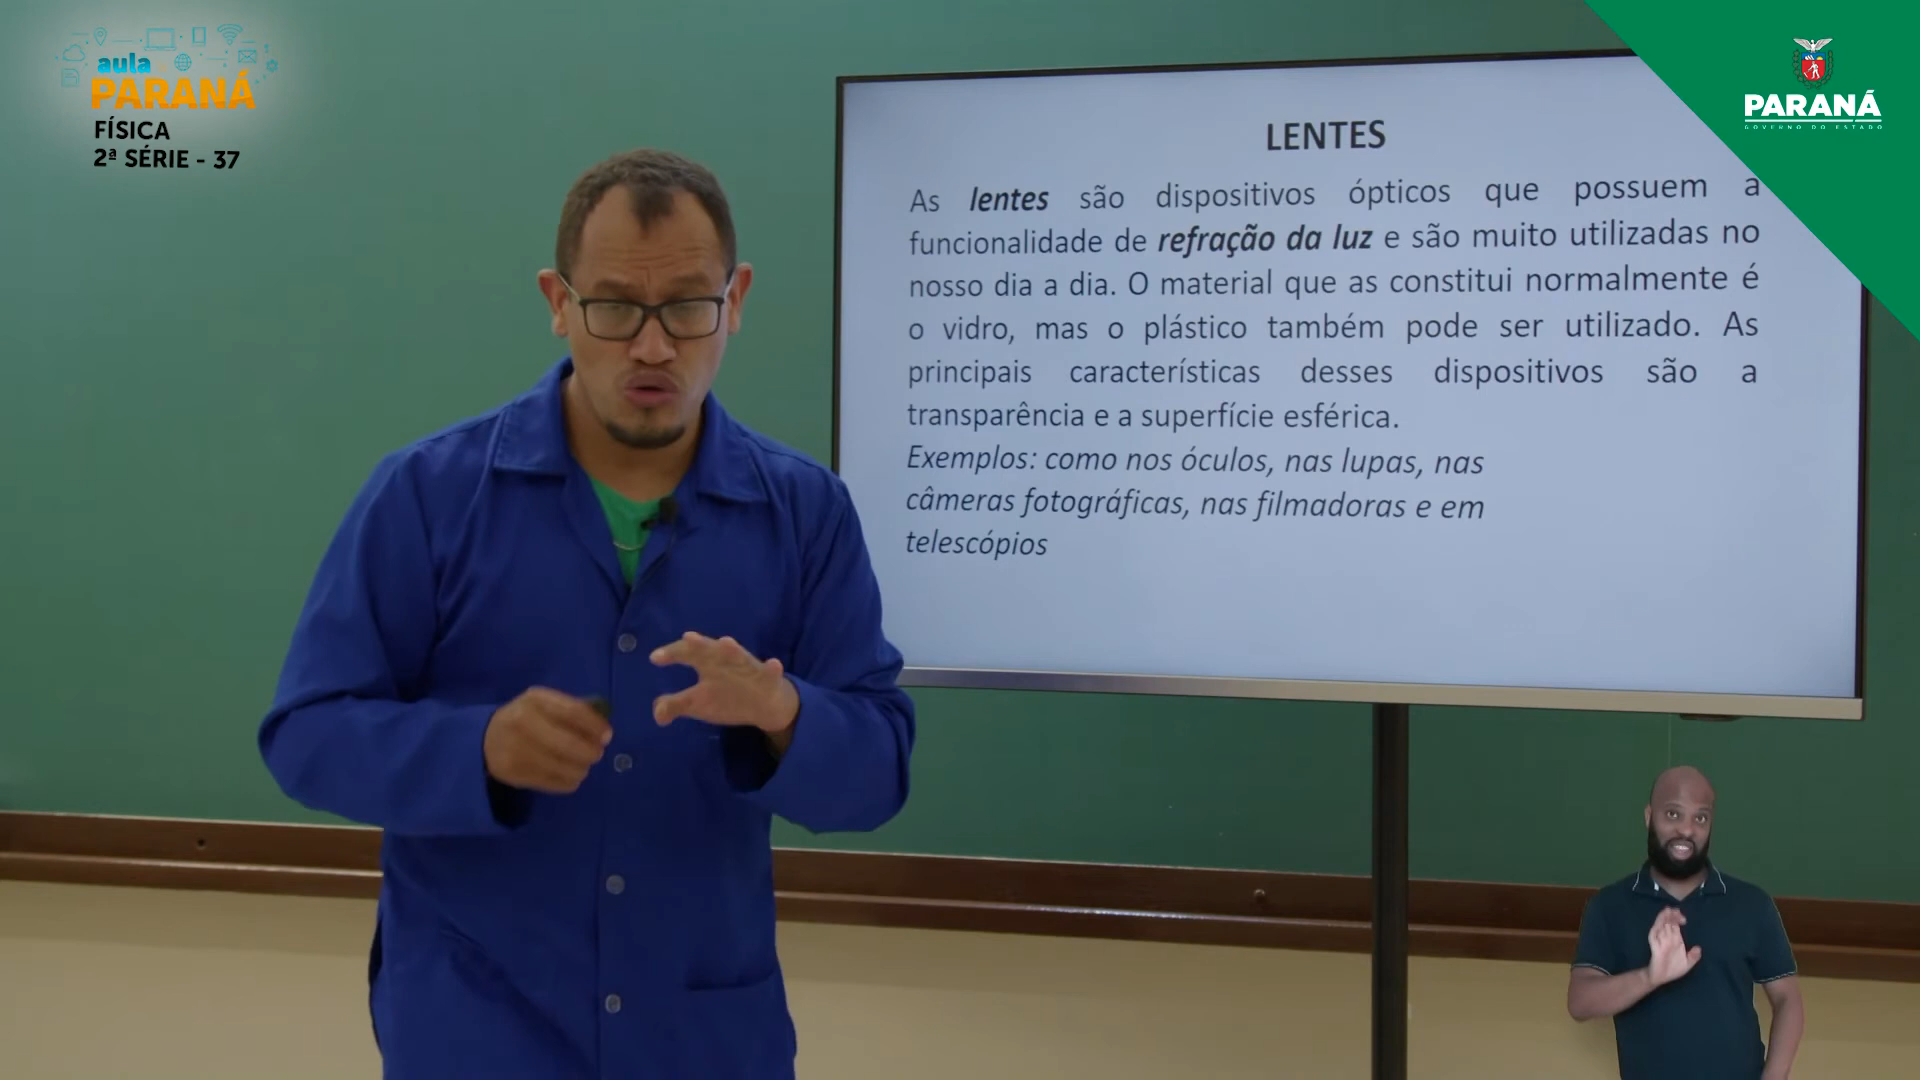 aula
PARANÁ
FÍSICA
2ª SÉRIE - 37
PARANÁ
GOVERNO DO ESTADO
LENTES
As lentes são dispositivos ópticos que possuem a
funcionalidade de refração da luz e são muito utilizadas no
nosso dia a dia. O material que as constitui normalmente é
o vidro, mas o plástico também pode ser utilizado. As
principais características desses dispositivos são a
transparência e a superfície esférica.
Exemplos: como nos óculos, nas lupas, nas
câmeras fotográficas, nas filmadoras e em
telescópios